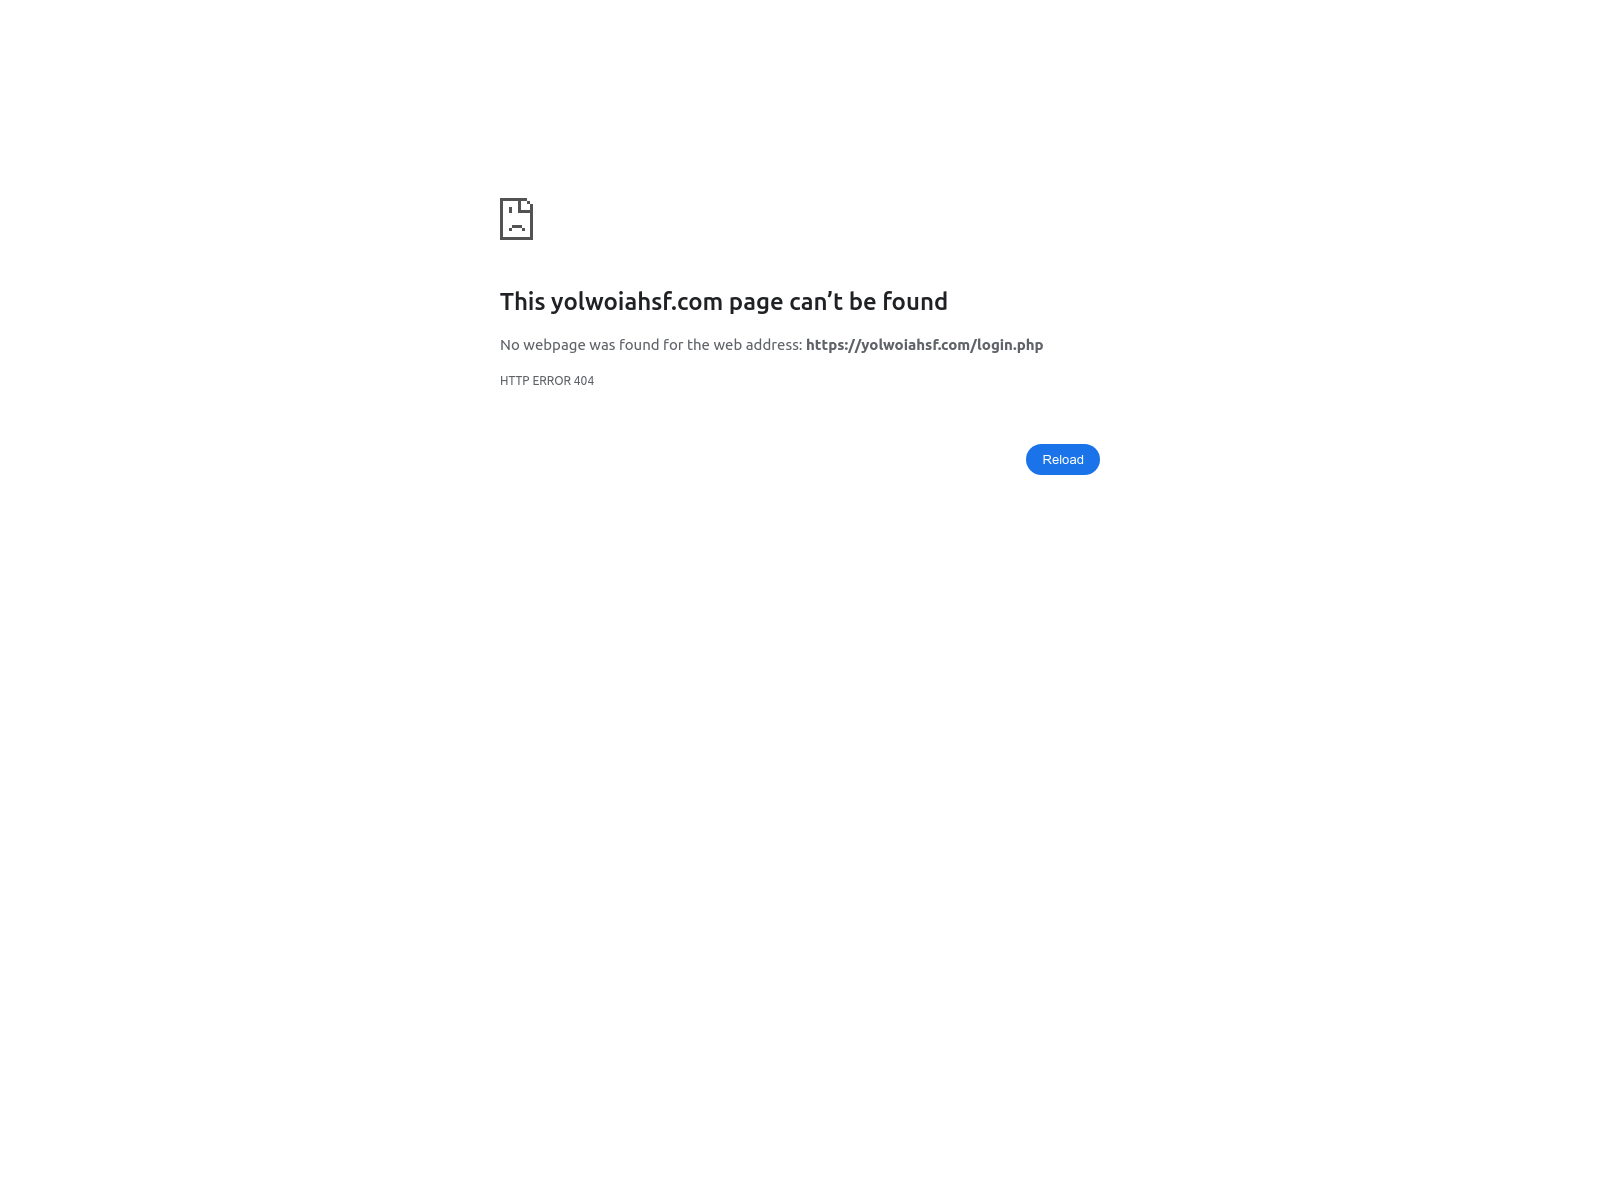 This yolwoiahsf.com page can’t be found
No webpage was found for the web address: https://yolwoiahsf.com/login.php
HTTP ERROR 404
Reload